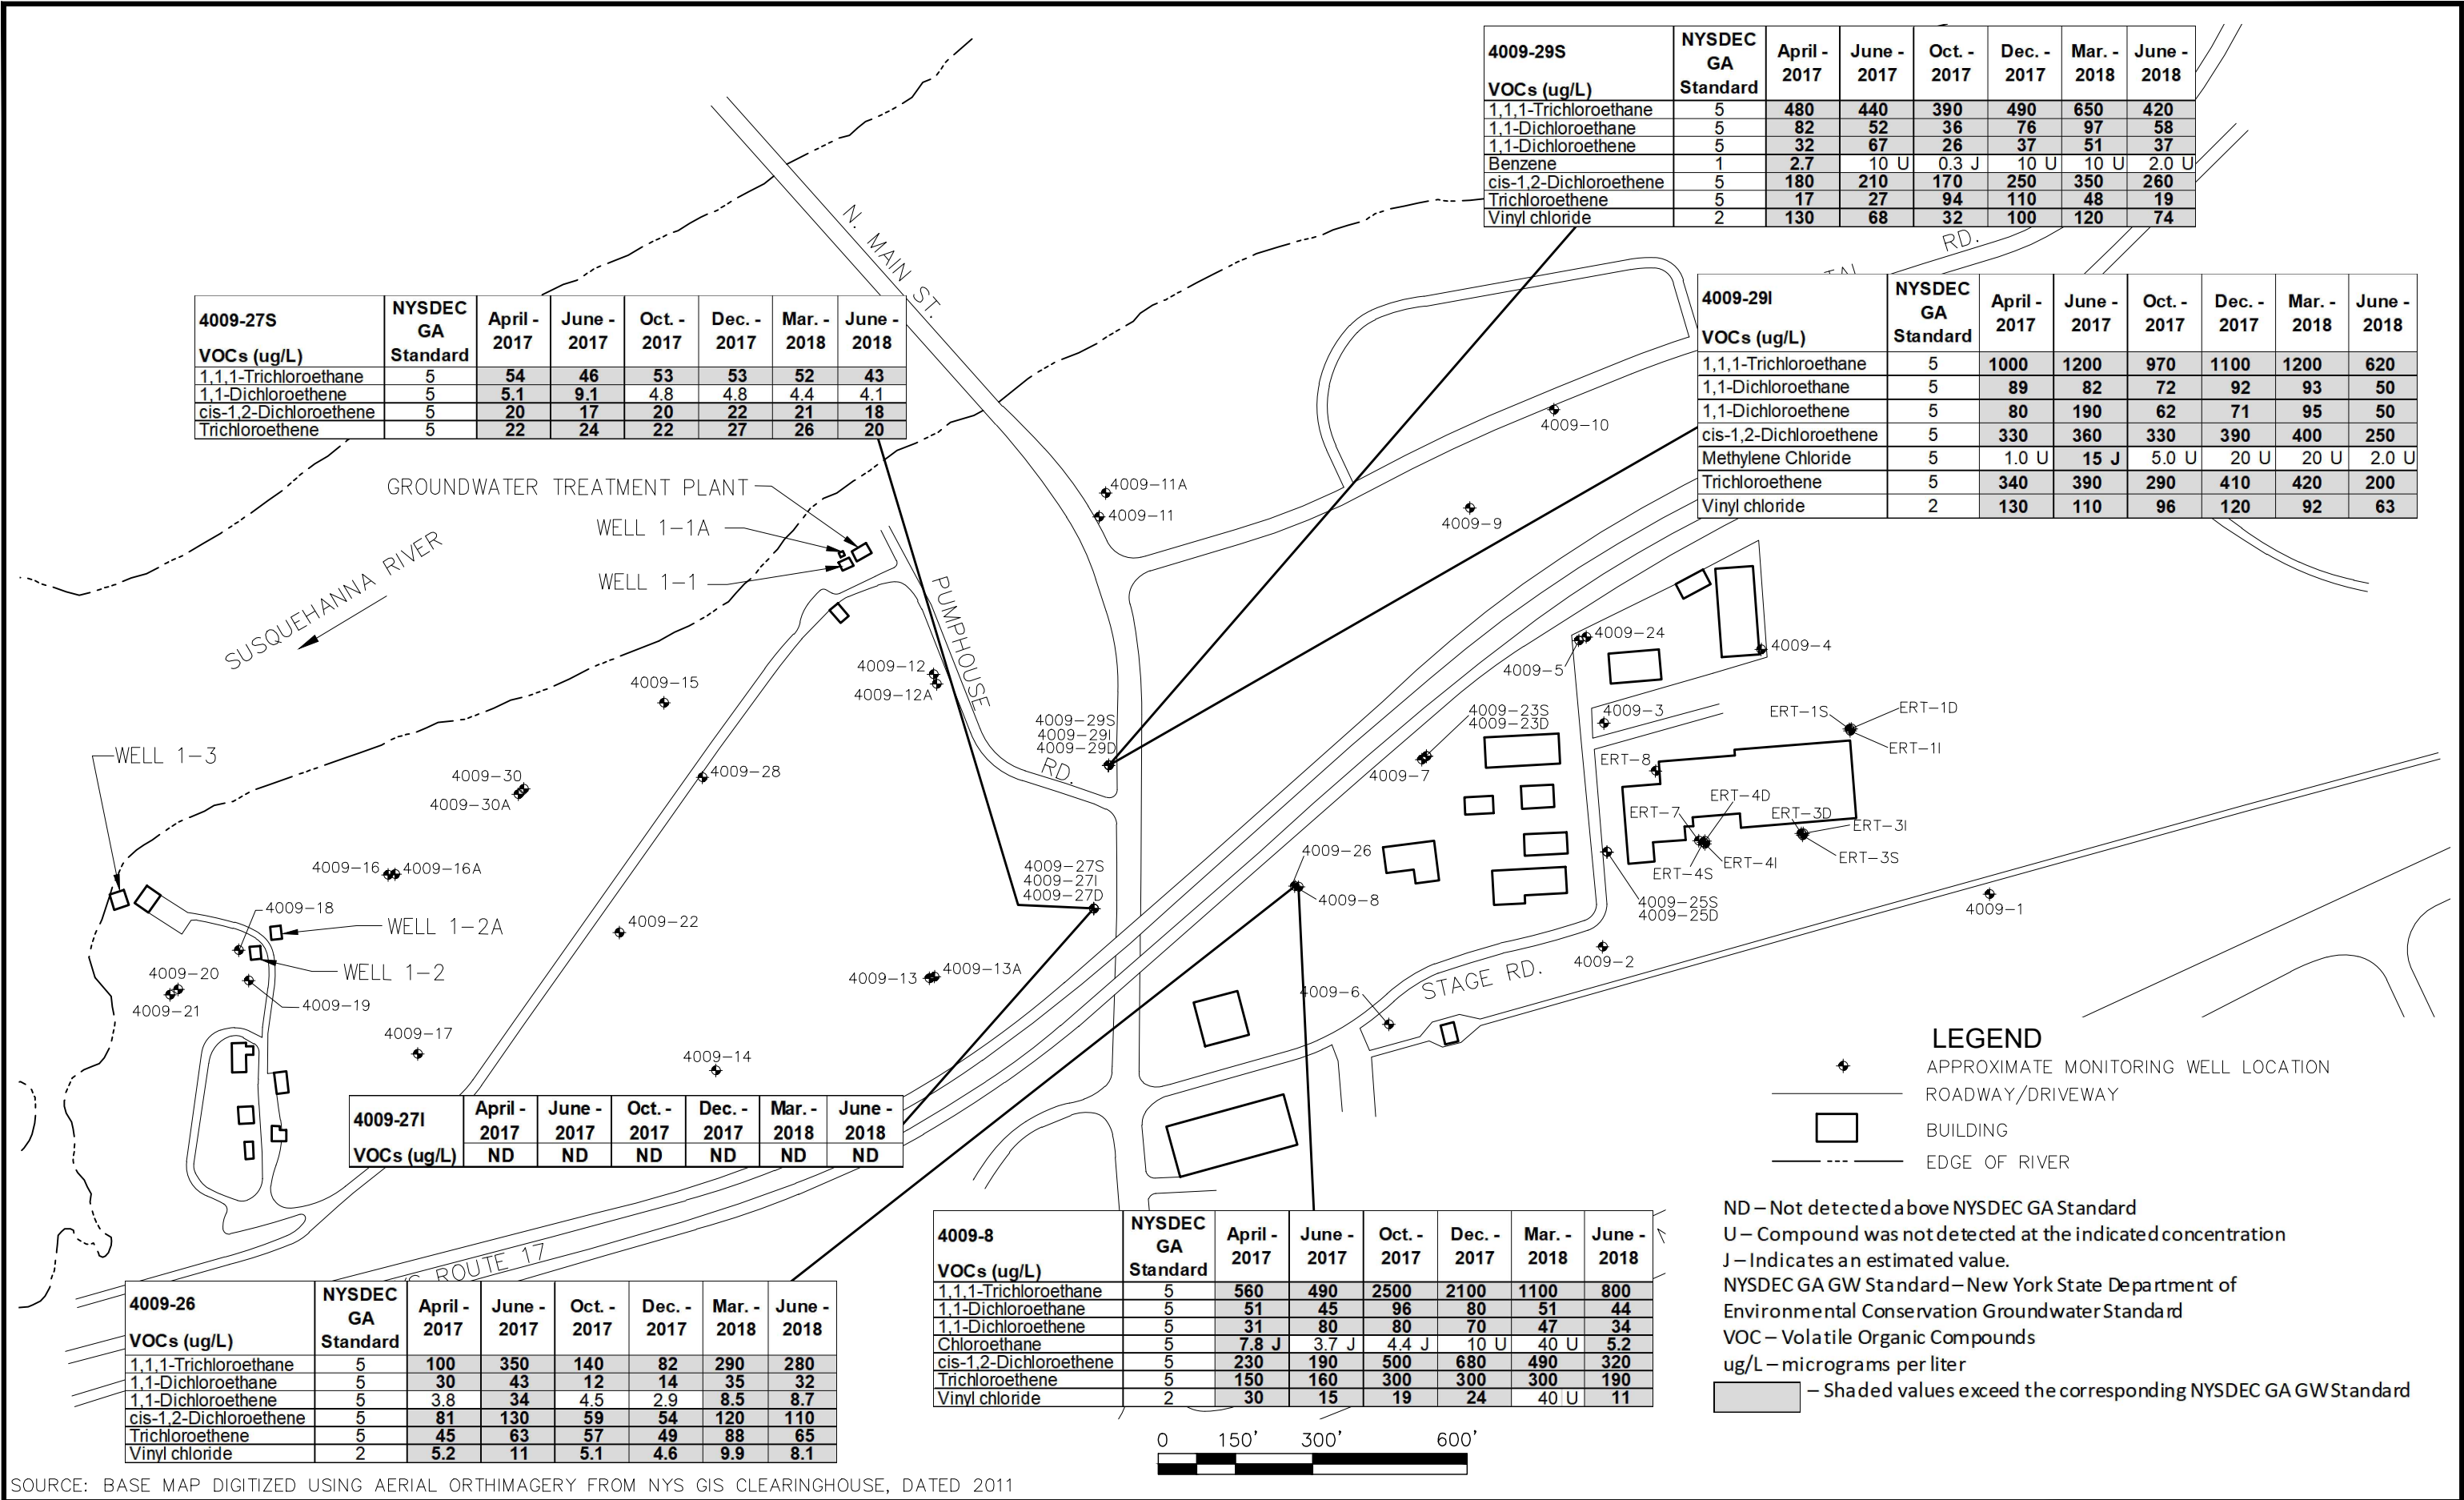 4009-29S NYSDEC GA Standard April - 2017 June - 2017 Oct. - 2017 Dec. - 2017 Mar. - 2018 June - 2018
VOCs (ug/L)
1,1,1-Trichloroethane 5 480 440 390 490 650 420
1,1-Dichloroethane 5 82 52 36 76 97 58
1,1-Dichloroethene 5 32 67 26 37 51 37
Benzene 1 2.7 10 U 0.3 J 10 U 10 U 2.0 U
cis-1,2-Dichloroethene 5 180 210 170 250 350 260
Trichloroethene 5 17 27 94 110 48 19
Vinyl chloride 2 130 68 32 100 120 74
RD.
N. MAIN ST.
4009-29I NYSDEC GA Standard April - 2017 June - 2017 Oct. - 2017 Dec. - 2017 Mar. - 2018 June - 2018
VOCs (ug/L)
1,1,1-Trichloroethane 5 1000 1200 970 1100 1200 620
1,1-Dichloroethane 5 89 82 72 92 93 50
1,1-Dichloroethene 5 80 190 62 71 95 50
cis-1,2-Dichloroethene 5 330 360 330 390 400 250
Methylene Chloride 5 1.0 U 15 J 5.0 U 20 U 20 U 2.0 U
Trichloroethene 5 340 390 290 410 420 200
Vinyl chloride 2 130 110 96 120 92 63
4009-27S NYSDEC GA Standard April - 2017 June - 2017 Oct. - 2017 Dec. - 2017 Mar. - 2018 June - 2018
VOCs (ug/L)
1,1,1-Trichloroethane 5 54 46 53 53 52 43
1,1-Dichloroethene 5 5.1 9.1 4.8 4.8 4.4 4.1
cis-1,2-Dichloroethene 5 20 17 20 22 21 18
Trichloroethene 5 22 24 22 27 26 20
4009-10
GROUNDWATER TREATMENT PLANT
4009-11A
4009-11
4009-9
WELL 1-1A
WELL 1-1
SUSQUEHANNA RIVER
PUMPHOUSE
RD.
4009-24
4009-5
4009-4
4009-12
4009-12A
4009-15
4009-29S
4009-29I
4009-29D
4009-23S
4009-23D
4009-7
4009-3
ERT-1S
ERT-1D
ERT-1I
ERT-8
WELL 1-3
4009-30
4009-30A
4009-28
ERT-4D
ERT-7
ERT-3D
ERT-3I
ERT-3S
ERT-4I
ERT-4S
4009-16
4009-16A
4009-27S
4009-27I
4009-27D
4009-26
4009-8
4009-25S
4009-25D
4009-1
4009-18
WELL 1-2A
4009-22
WELL 1-2
4009-20
4009-21
4009-19
4009-13
4009-13A
4009-2
STAGE RD.
4009-6
4009-17
4009-14
4009-27I April - 2017 June - 2017 Oct. - 2017 Dec. - 2017 Mar. - 2018 June - 2018
VOCs (ug/L) ND ND ND ND ND ND
ROUTE 17
4009-26 NYSDEC GA Standard April - 2017 June - 2017 Oct. - 2017 Dec. - 2017 Mar. - 2018 June - 2018
VOCs (ug/L)
1,1,1-Trichloroethane 5 100 350 140 82 290 280
1,1-Dichloroethane 5 30 43 12 14 35 32
1,1-Dichloroethene 5 3.8 34 4.5 2.9 8.5 8.7
cis-1,2-Dichloroethene 5 81 130 59 54 120 110
Trichloroethene 5 45 63 57 49 88 65
Vinyl chloride 2 5.2 11 5.1 4.6 9.9 8.1
4009-8 NYSDEC GA Standard April - 2017 June - 2017 Oct. - 2017 Dec. - 2017 Mar. - 2018 June - 2018
VOCs (ug/L)
1,1,1-Trichloroethane 5 560 490 2500 2100 1100 800
1,1-Dichloroethane 5 51 45 96 80 51 44
1,1-Dichloroethene 5 31 80 80 70 47 34
Chloroethane 5 7.8 J 3.7 J 4.4 J 10 U 40 U 5.2
cis-1,2-Dichloroethene 5 230 190 500 680 490 320
Trichloroethene 5 150 160 300 300 300 190
Vinyl chloride 2 30 15 19 24 40 U 11
0 150' 300' 600'
LEGEND
APPROXIMATE MONITORING WELL LOCATION
ROADWAY/DRIVEWAY
BUILDING
EDGE OF RIVER
ND – Not detected above NYSDEC GA Standard
U – Compound was not detected at the indicated concentration
J – Indicates an estimated value.
NYSDEC GA GW Standard – New York State Department of
Environmental Conservation Groundwater Standard
VOC – Volatile Organic Compounds
ug/L – micrograms per liter
– Shaded values exceed the corresponding NYSDEC GA GW Standard
SOURCE: BASE MAP DIGITIZED USING AERIAL ORTHIMAGERY FROM NYS GIS CLEARINGHOUSE, DATED 2011